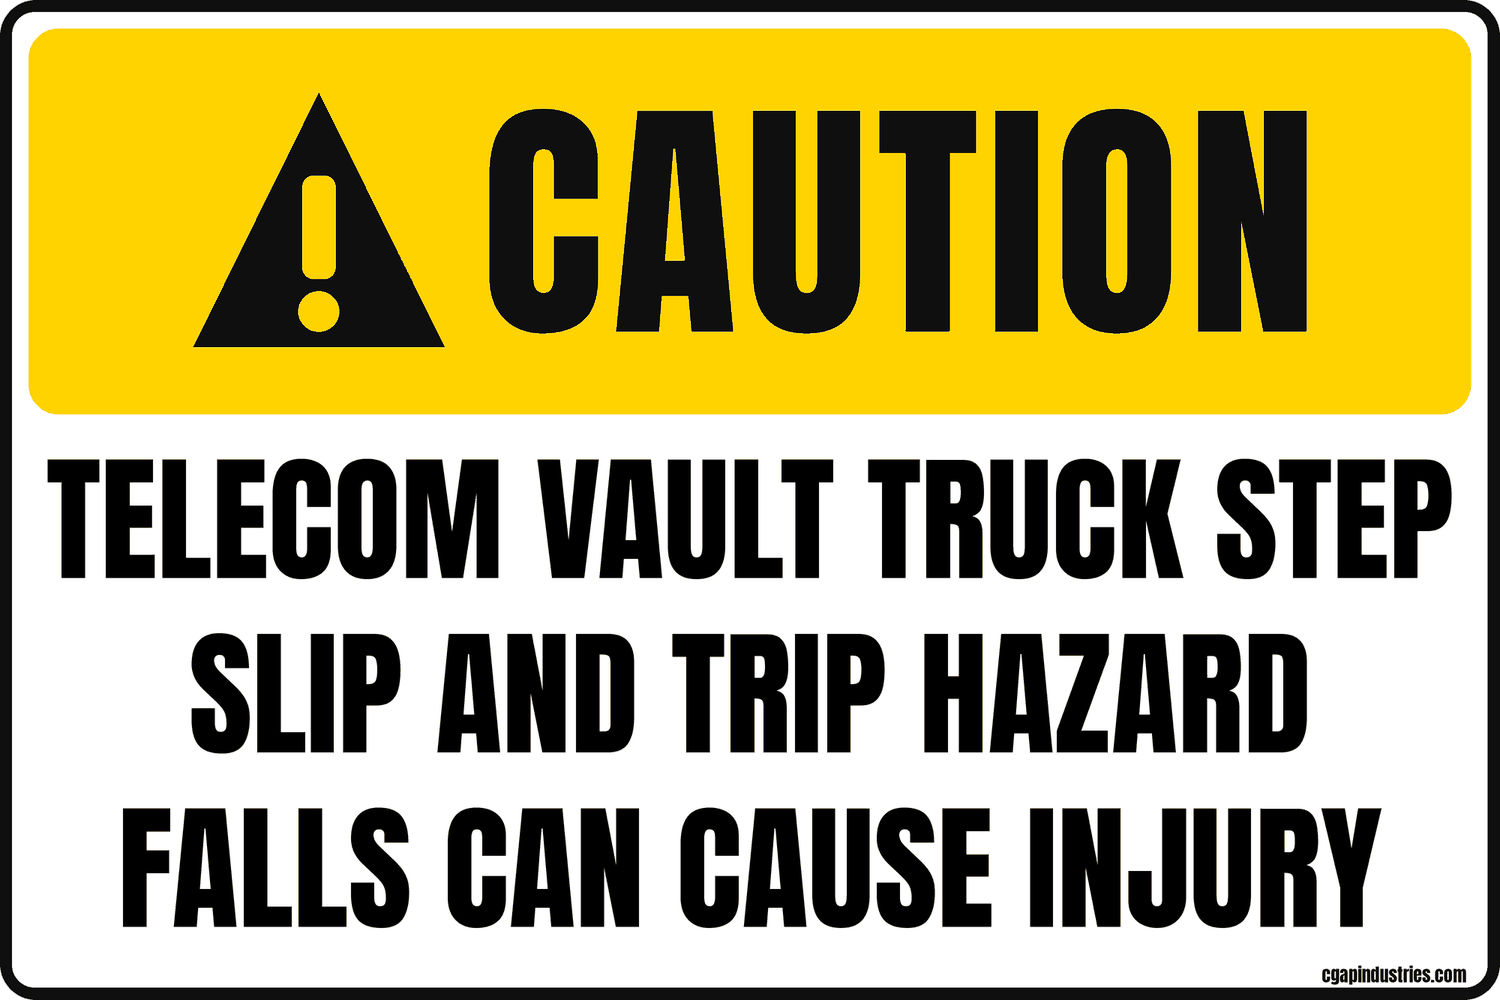 CAUTION
TELECOM VAULT TRUCK STEP
SLIP AND TRIP HAZARD
FALLS CAN CAUSE INJURY
cgapindustries.com